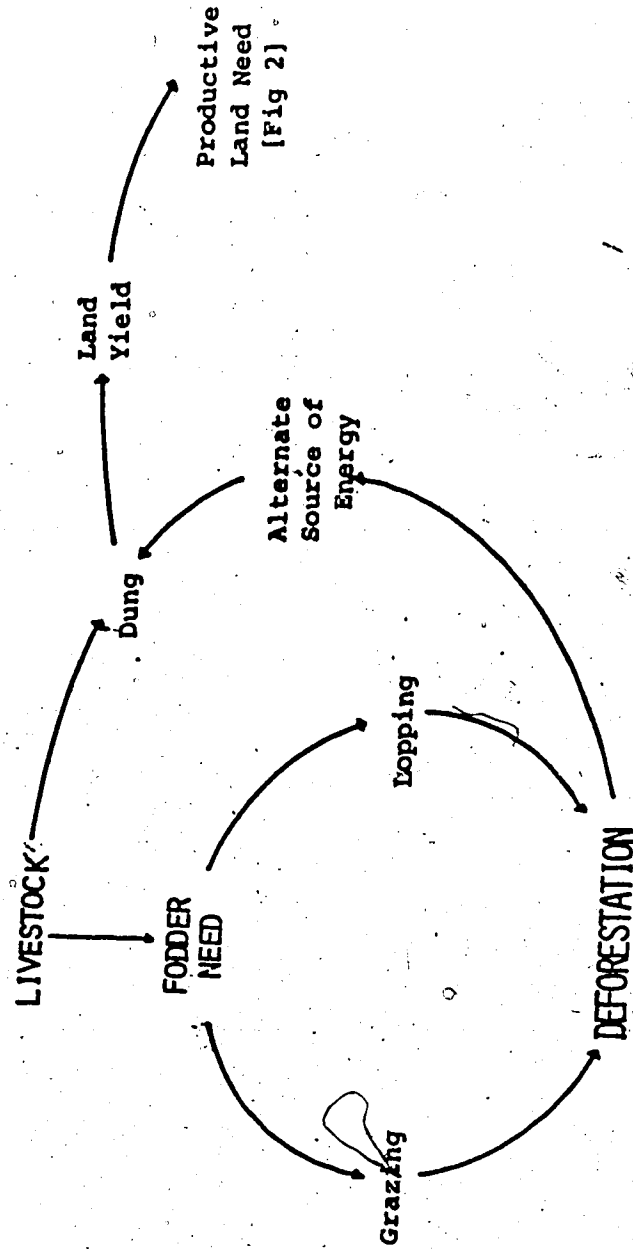 LIVESTOCK
FODDER
NEED
Grazing
Lopping
DEFORESTATION
Dung
Alternate
Source of
Energy
Land
Yield
Productive
Land Need
[Fig 2]